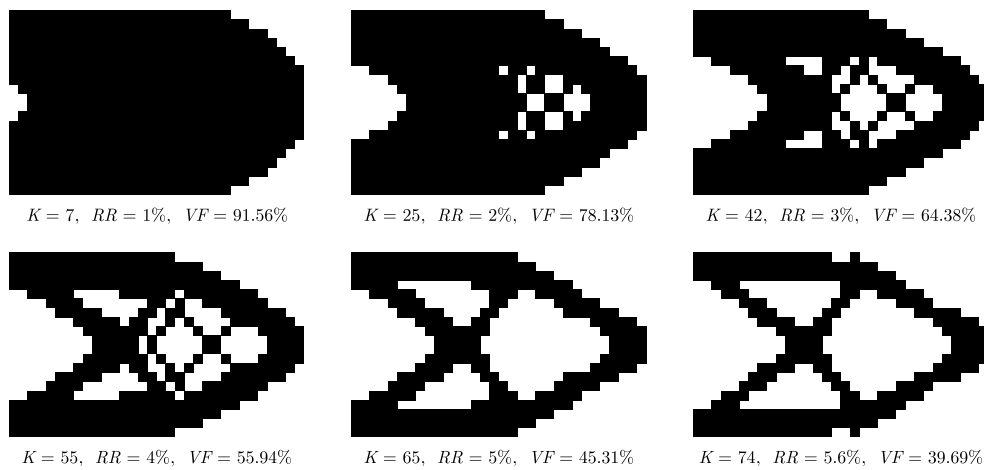 K = 7, RR = 1%, VF = 91.56%
K = 25, RR = 2%, VF = 78.13%
K = 42, RR = 3%, VF = 64.38%
K = 55, RR = 4%, VF = 55.94%
K = 65, RR = 5%, VF = 45.31%
K = 74, RR = 5.6%, VF = 39.69%